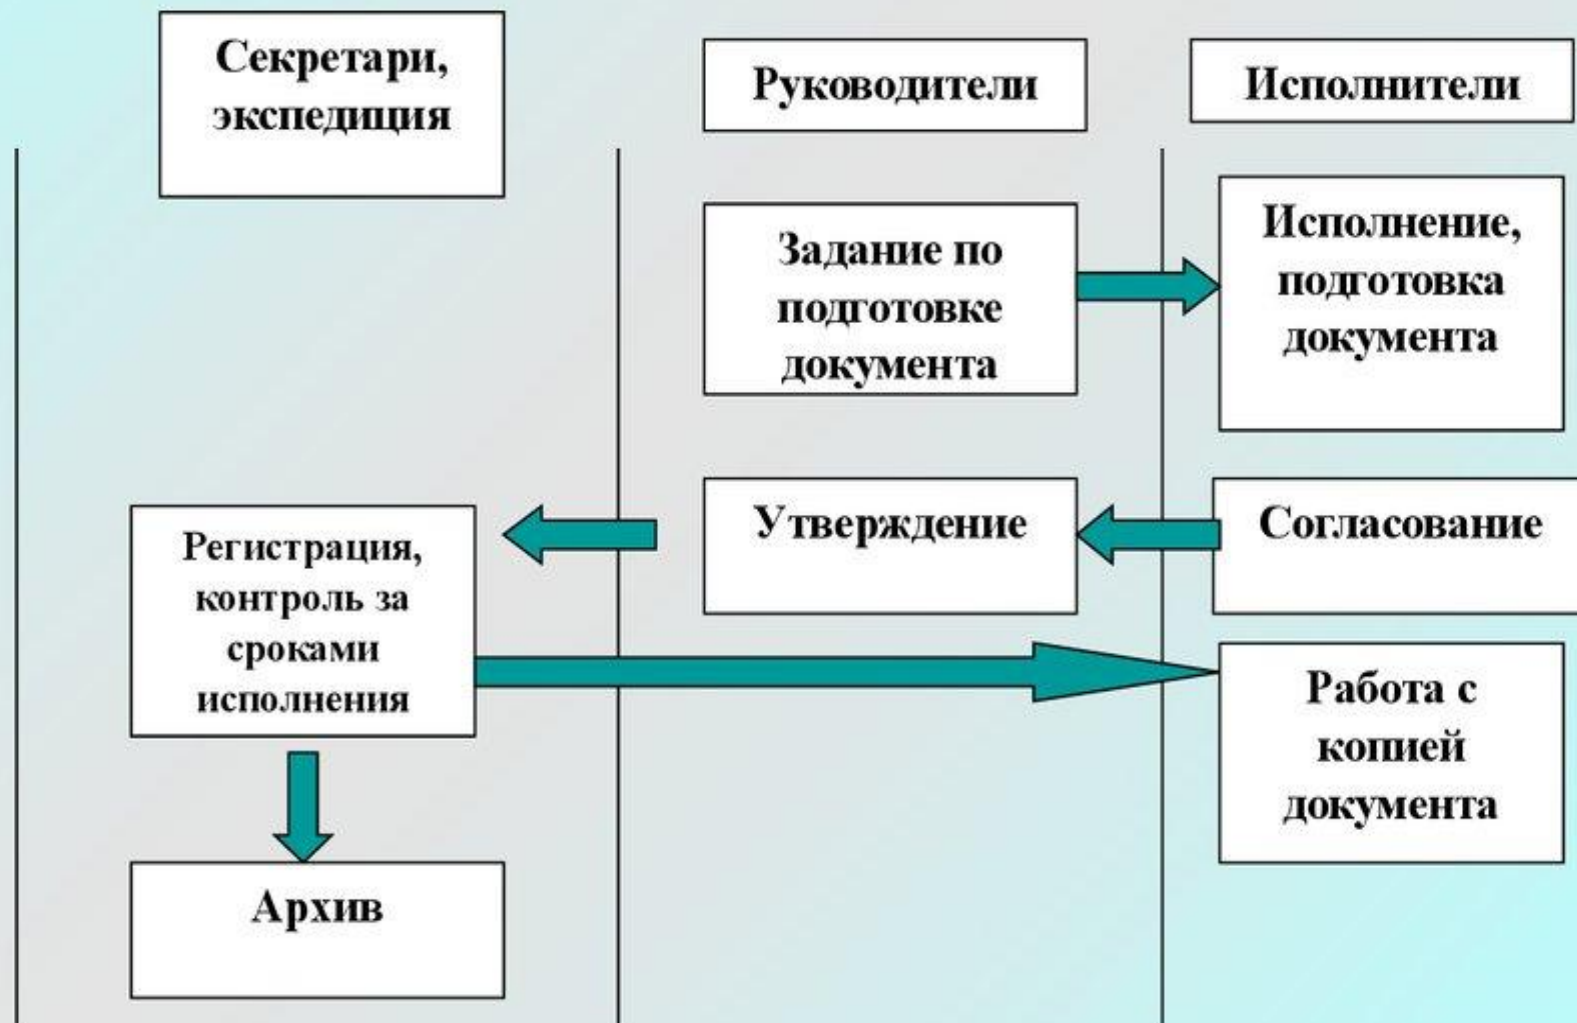 Секретари,
экспедиция
Руководители
Исполнители
Задание по
подготовке
документа
Исполнение,
подготовка
документа
Регистрация,
контроль за
сроками
исполнения
Утверждение
Согласование
Работа с
копией
документа
Архив